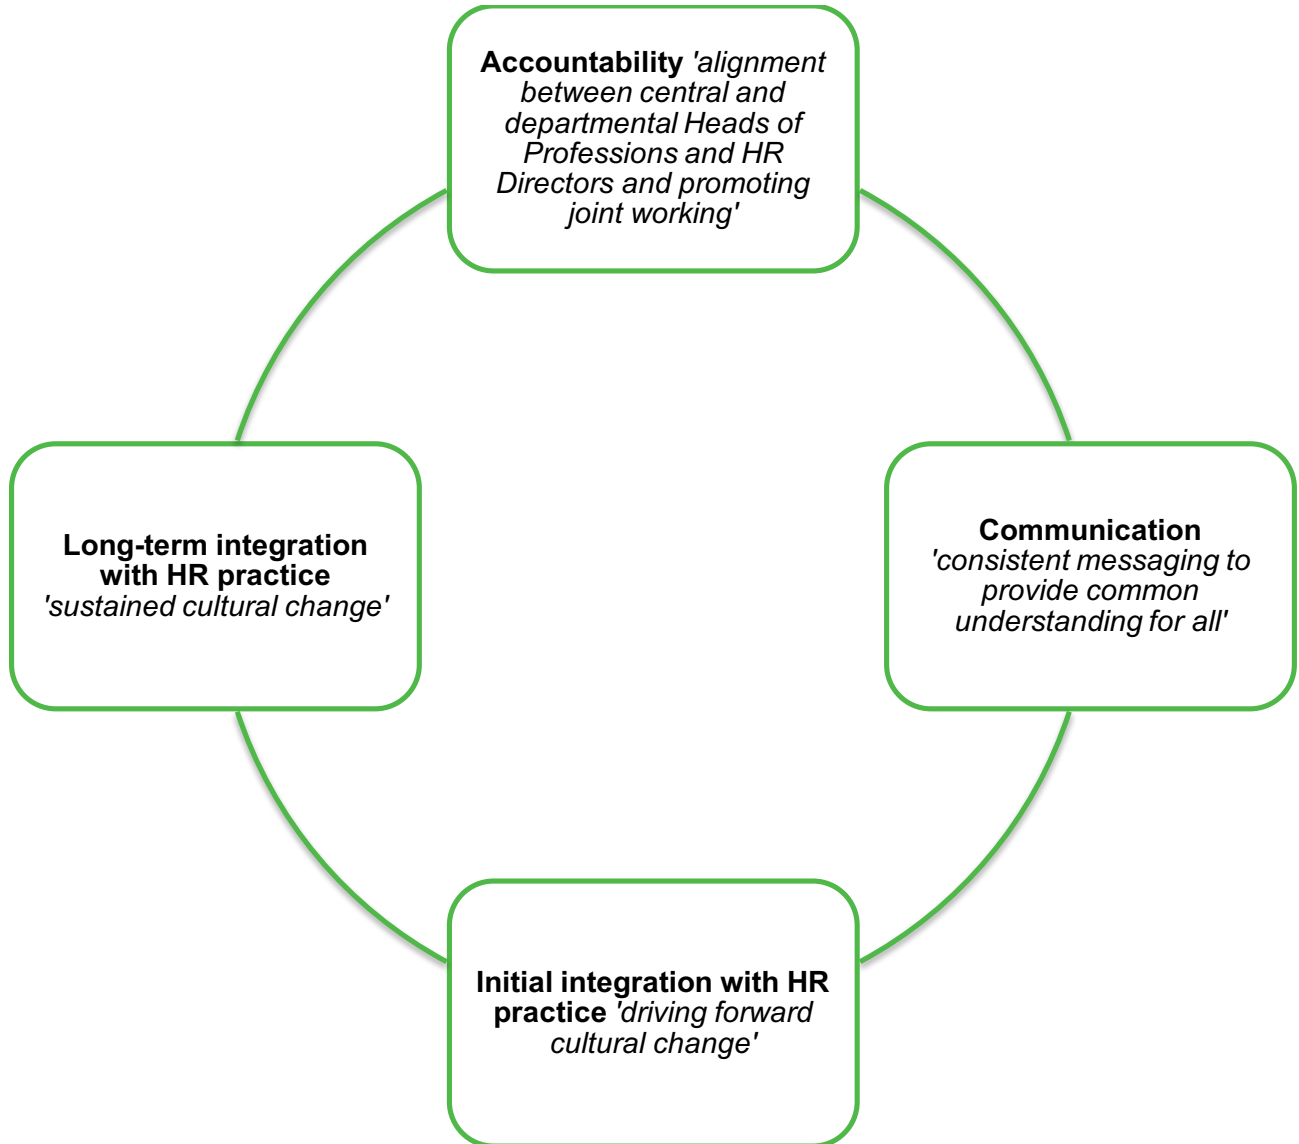 Accountability 'alignment
between central and
departmental Heads of
Professions and HR
Directors and promoting
joint working'
Communication
'consistent messaging to
provide common
understanding for all'
Initial integration with HR
practice 'driving forward
cultural change'
Long-term integration
with HR practice
'sustained cultural change'